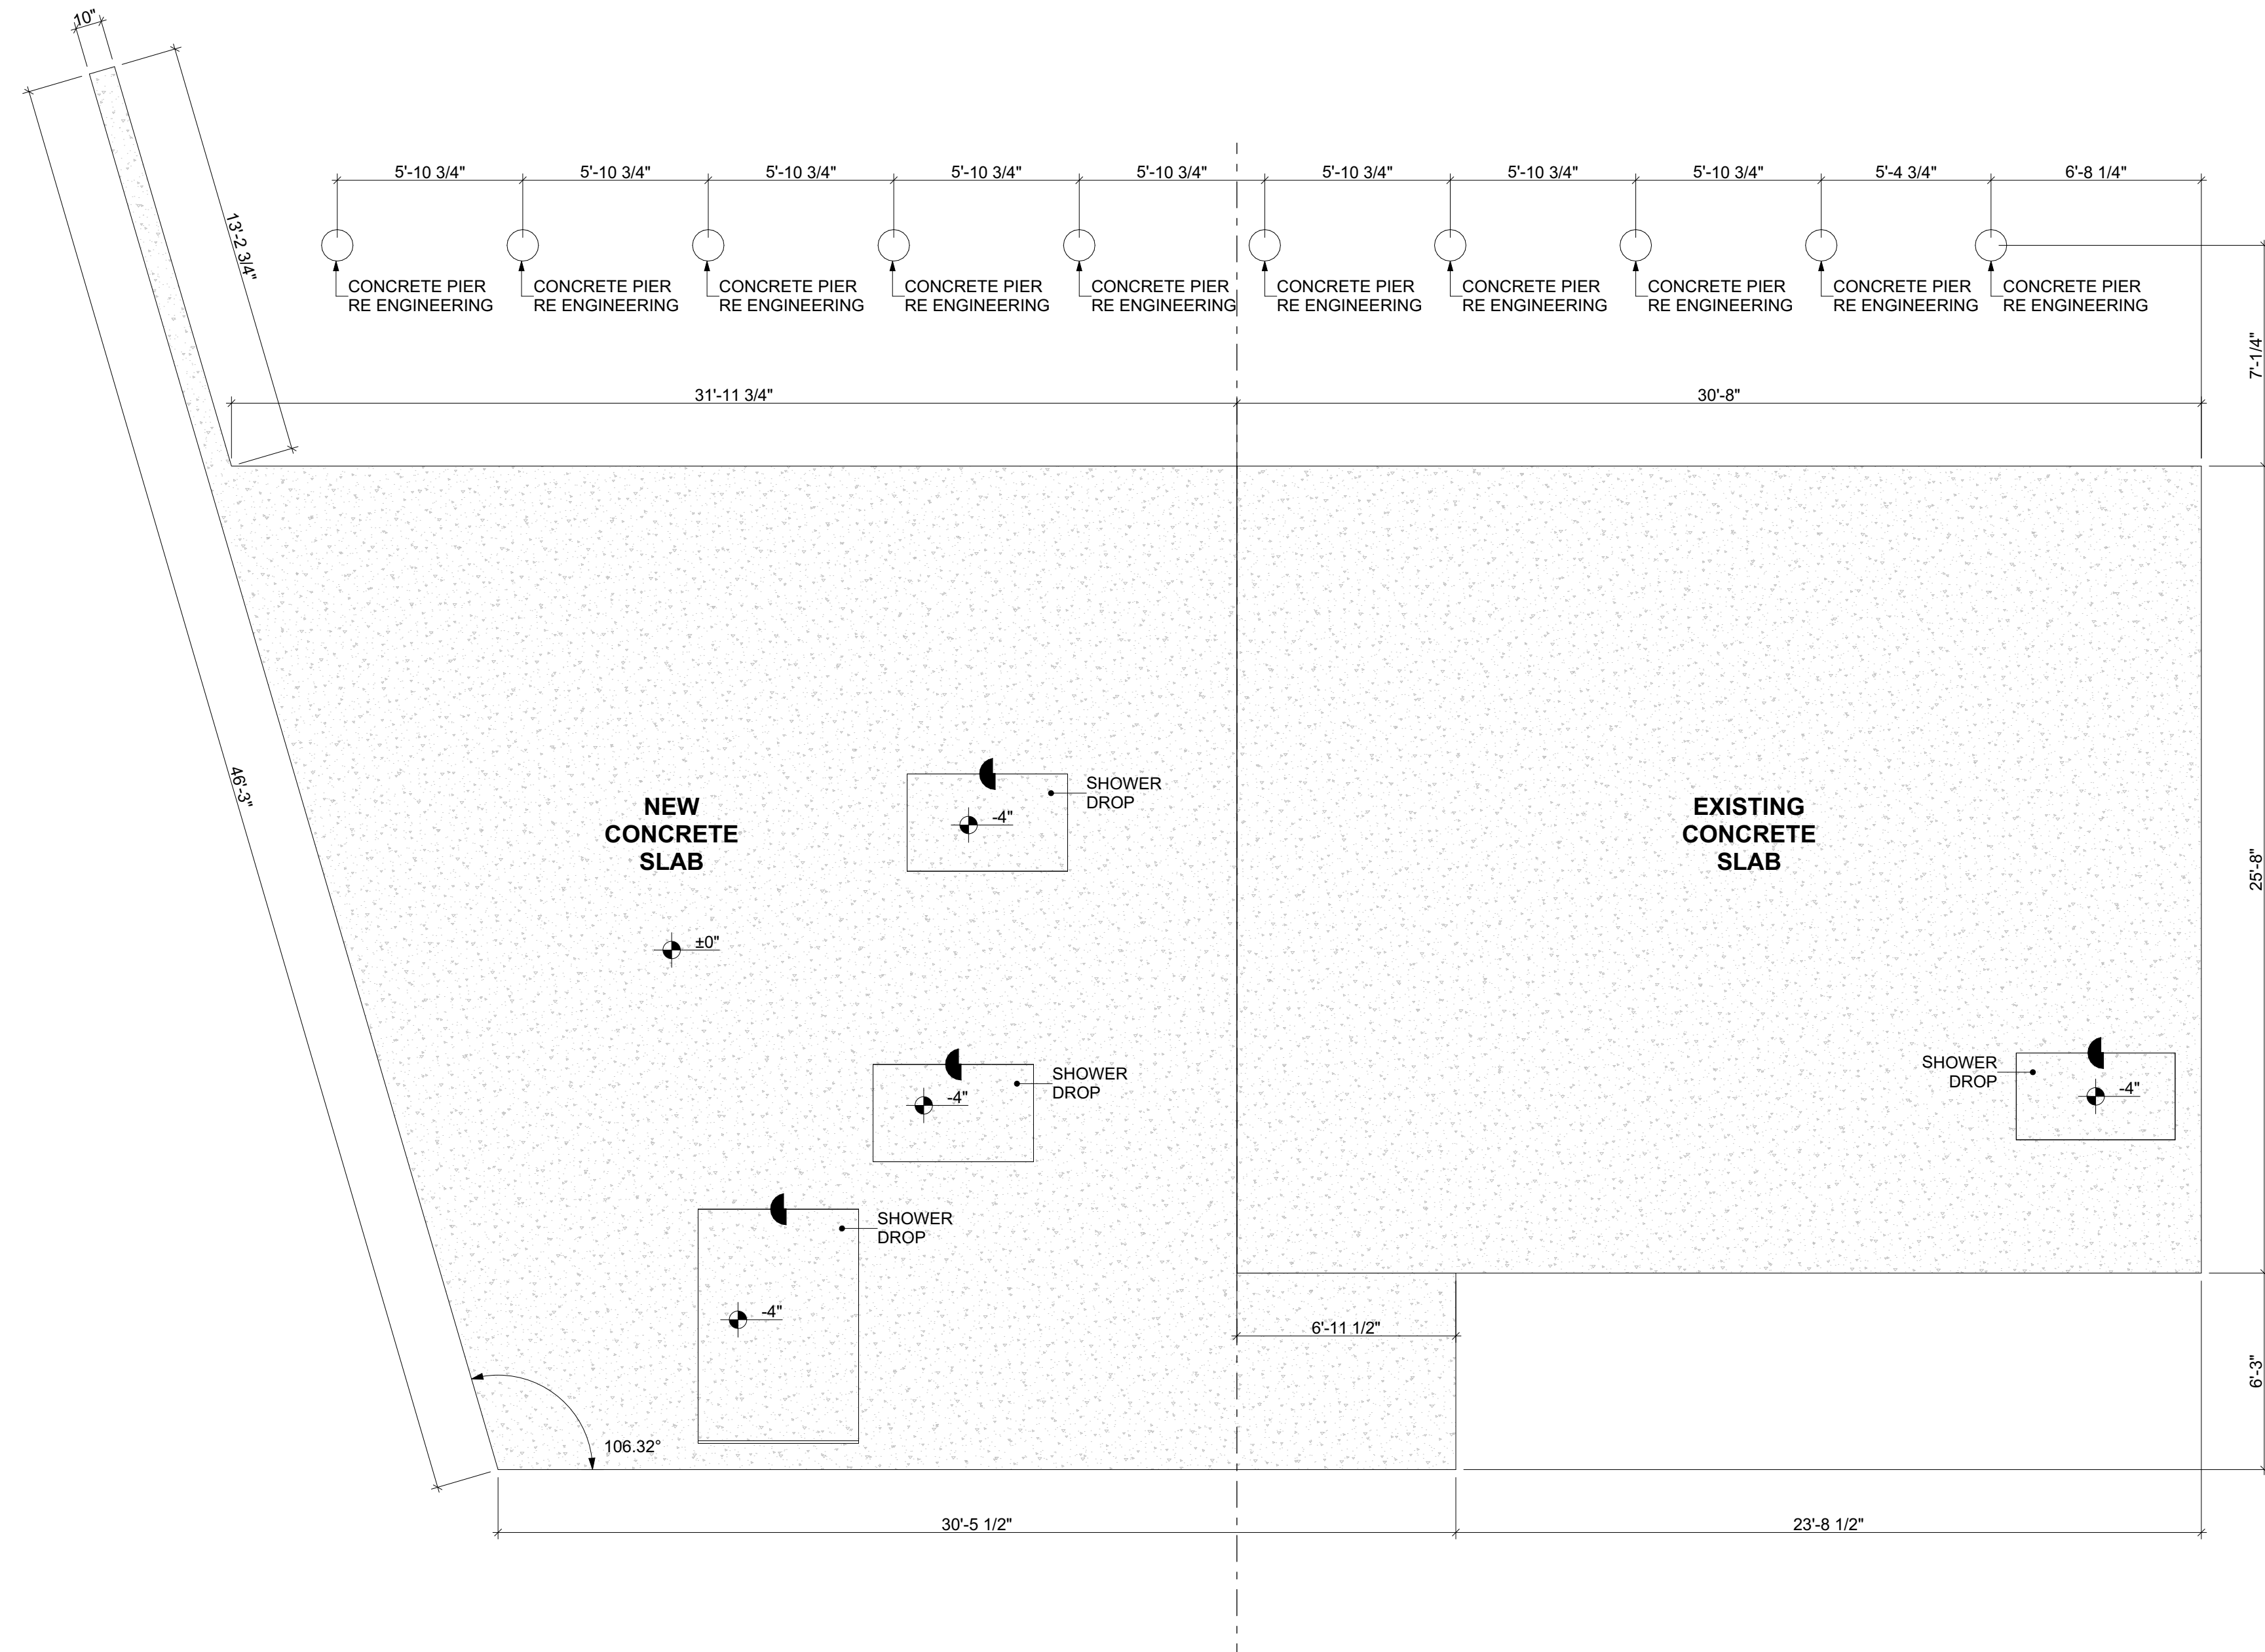 10"
13'-2 3/4"
46'-3"
5'-10 3/4"
5'-10 3/4"
5'-10 3/4"
5'-10 3/4"
5'-10 3/4"
5'-10 3/4"
5'-10 3/4"
5'-10 3/4"
5'-4 3/4"
6'-8 1/4"
CONCRETE PIER
RE ENGINEERING
CONCRETE PIER
RE ENGINEERING
CONCRETE PIER
RE ENGINEERING
CONCRETE PIER
RE ENGINEERING
CONCRETE PIER
RE ENGINEERING
CONCRETE PIER
RE ENGINEERING
CONCRETE PIER
RE ENGINEERING
CONCRETE PIER
RE ENGINEERING
CONCRETE PIER
RE ENGINEERING
CONCRETE PIER
RE ENGINEERING
7'-1/4"
31'-11 3/4"
30'-8"
SHOWER
DROP
-4"
NEW
CONCRETE
SLAB
EXISTING
CONCRETE
SLAB
25'-8"
±0"
SHOWER
DROP
-4"
SHOWER
DROP
-4"
SHOWER
DROP
-4"
6'-11 1/2"
6'-3"
106.32°
30'-5 1/2"
23'-8 1/2"